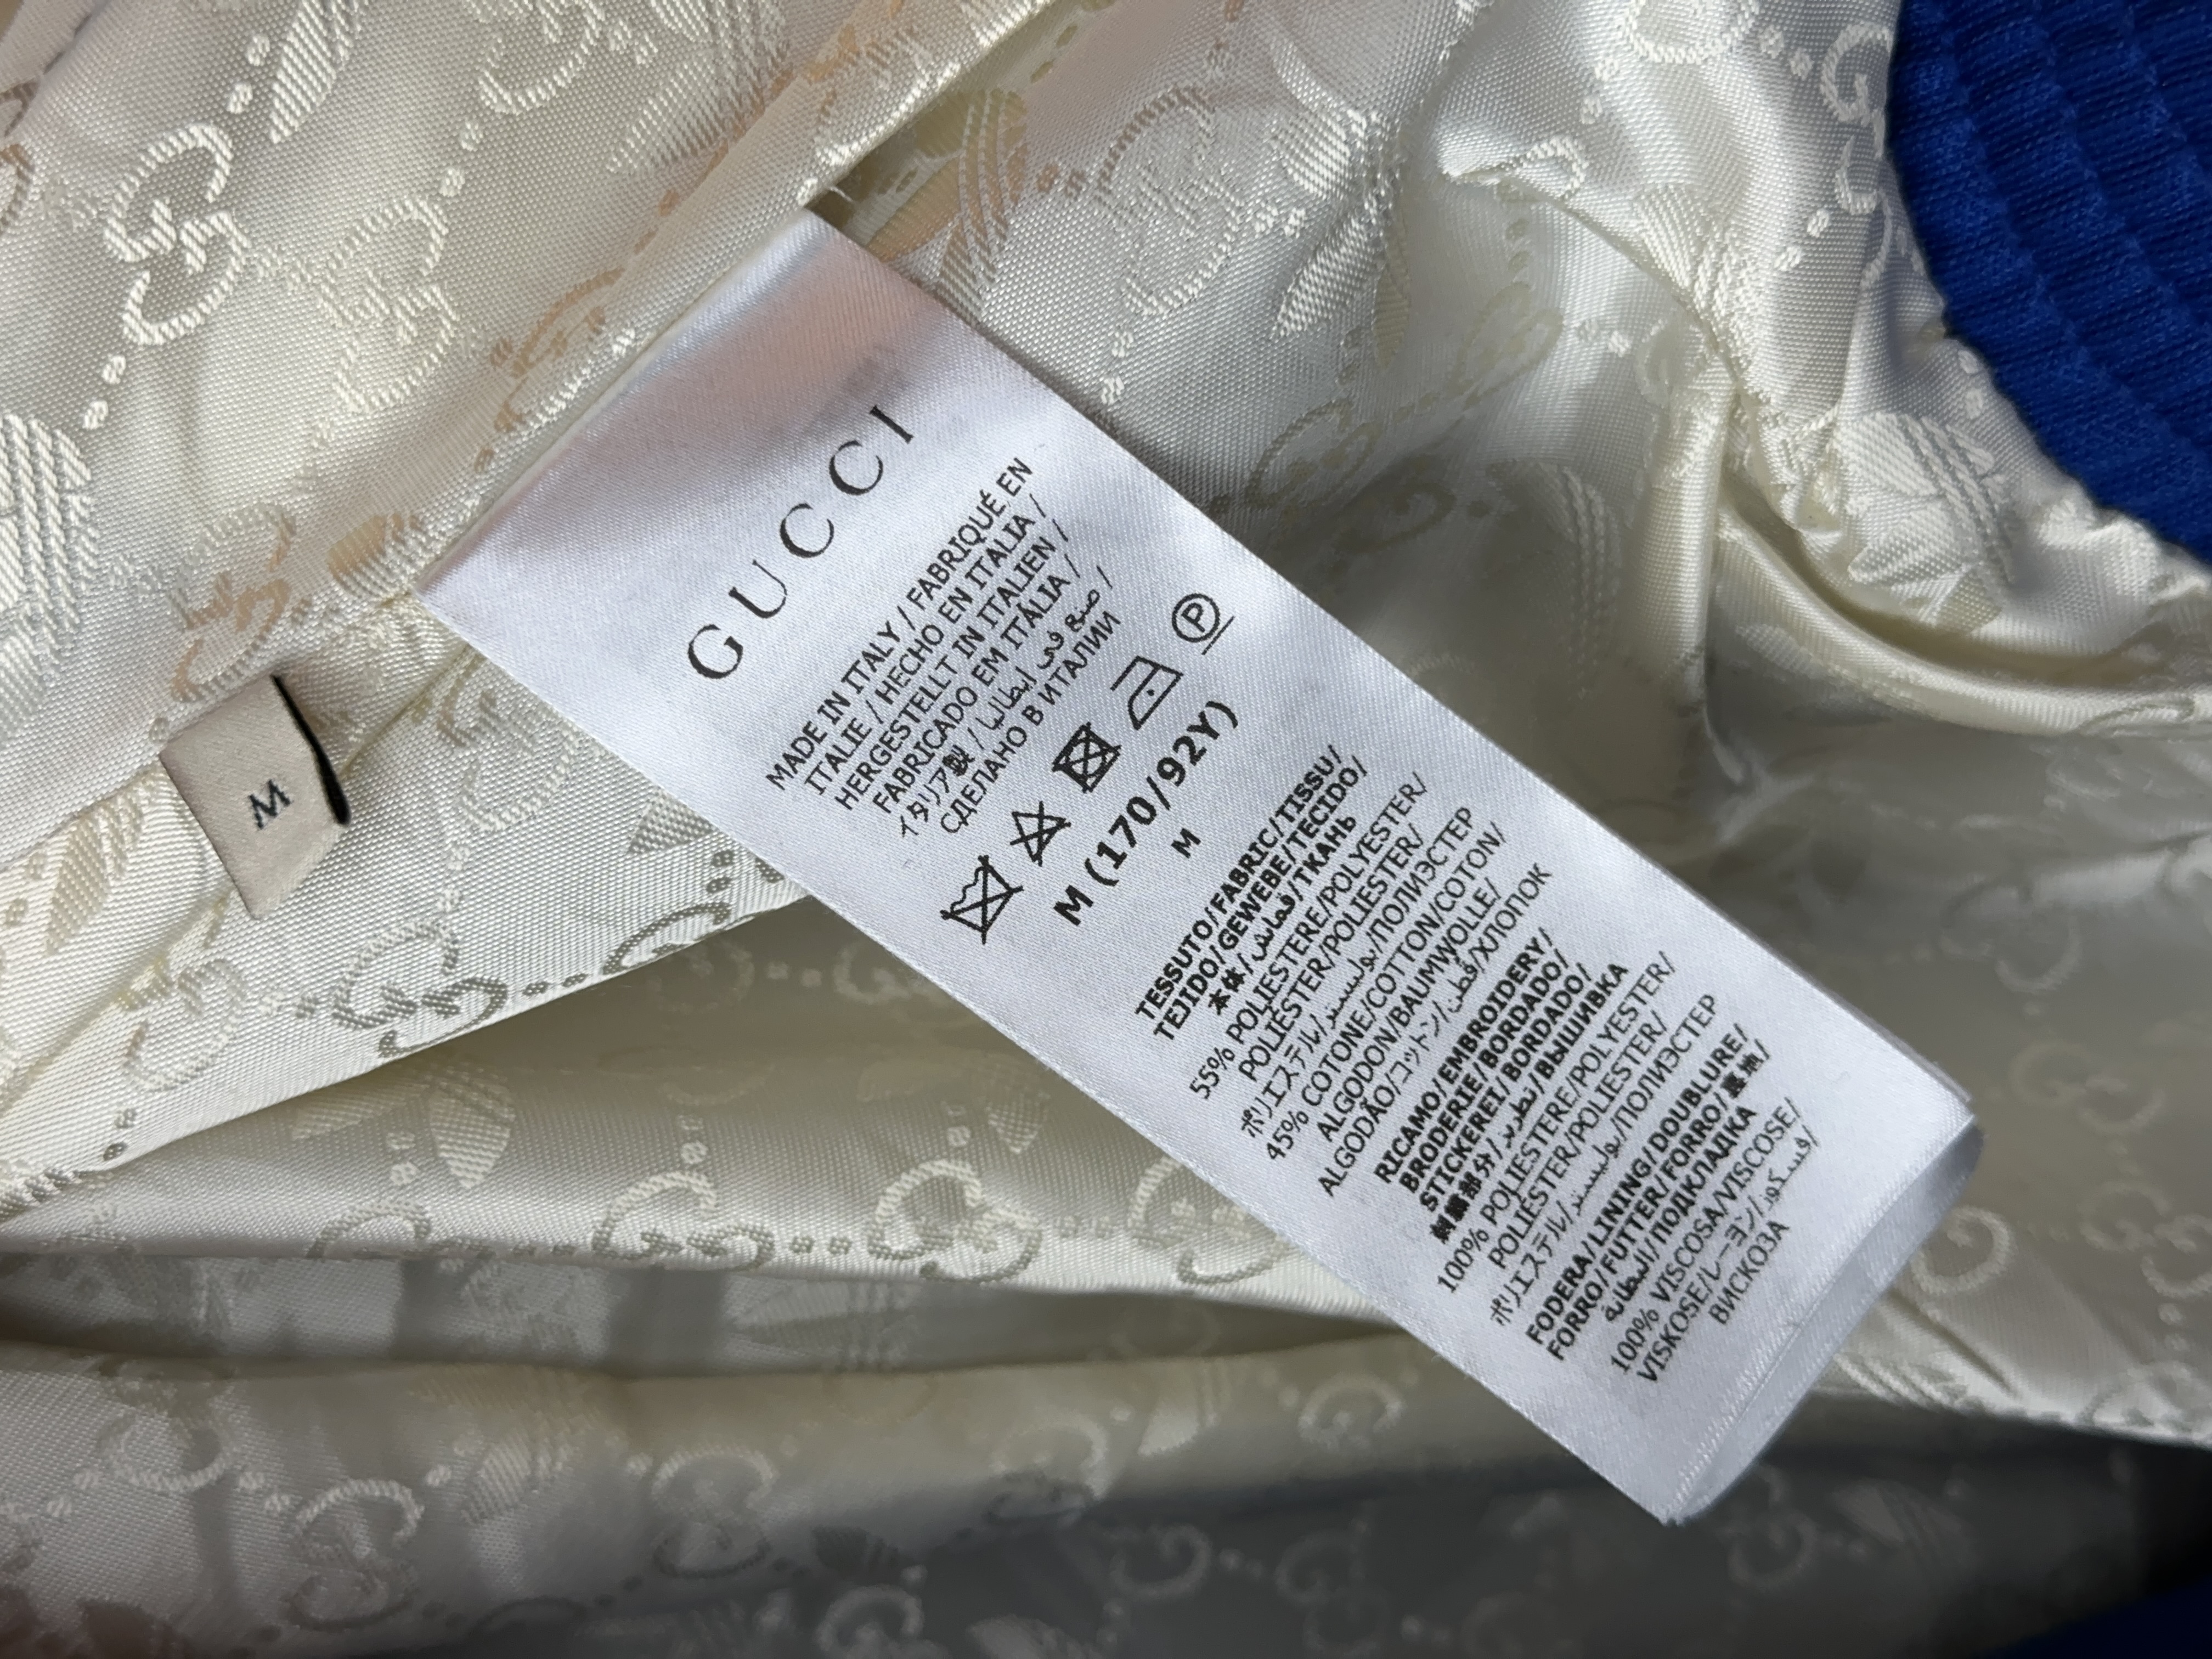 M
GUCCI
MADE IN ITALY / FABRIQUÉ EN
ITALIE / HECHO EN ITALIA /
HERGESTELLT IN ITALIEN /
FABRICADO EM ITÁLIA /
イタリア製 / صنع في إيطاليا /
СДЕЛАНО В ИТАЛИИ
P
M (170/92Y)
M
TESSUTO/FABRIC/TISSU/
TEJIDO/GEWEBE/TECIDO/
本体/قماش/ТКАНЬ
55% POLIESTERE/POLYESTER/
POLIÉSTER/POLIESTER/
ポリエステル/بوليستر/ПОЛИЭСТЕР
45% COTONE/COTTON/COTON/
ALGODON/BAUMWOLLE/
ALGODÃO/コットン/قطن/ХЛОПОК
RICAMO/EMBROIDERY/
BRODERIE/BORDADO/
STICKEREI/BORDADO/
刺繍部分/تطريز/ВЫШИВКА
100% POLIESTERE/POLYESTER/
POLIÉSTER/POLIESTER/
ポリエステル/بوليستر/ПОЛИЭСТЕР
FODERA/LINING/DOUBLURE/
FORRO/FUTTER/FORRO/裏地/
البطانة/ПОДКЛАДКА
100% VISCOSA/VISCOSE/
VISKOSE/レーヨン/فسكوز/
ВИСКОЗА